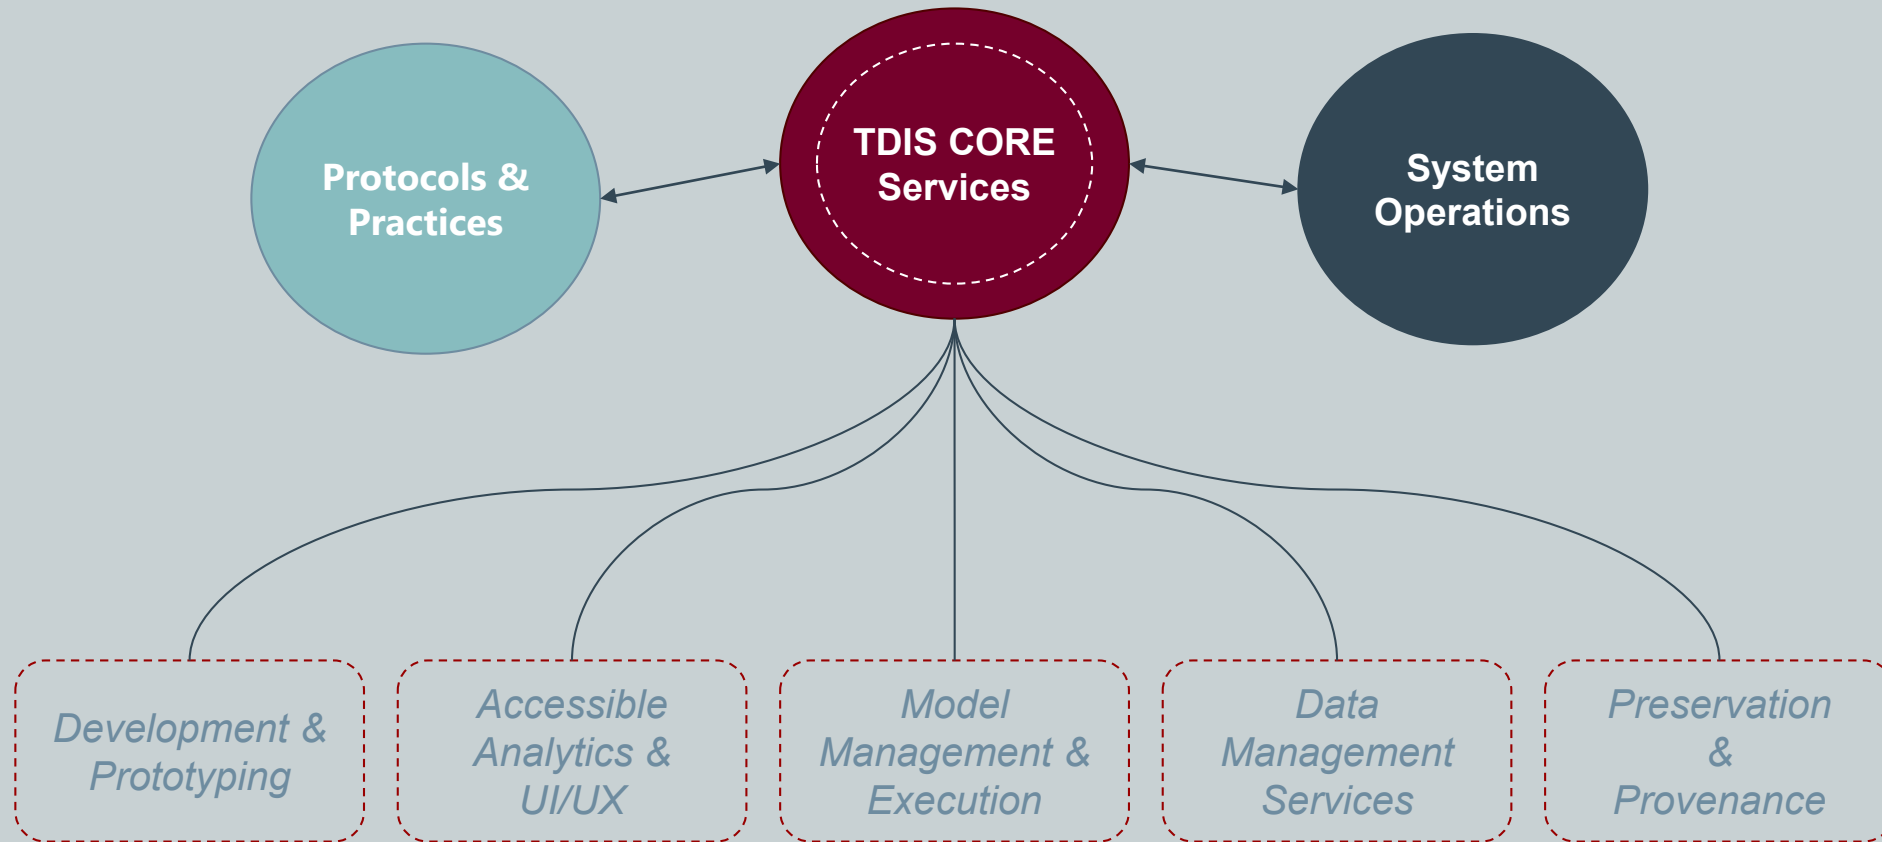 Protocols &
Practices
TDIS CORE
Services
System
Operations
Development &
Prototyping
Accessible
Analytics &
UI/UX
Model
Management &
Execution
Data
Management
Services
Preservation
&
Provenance